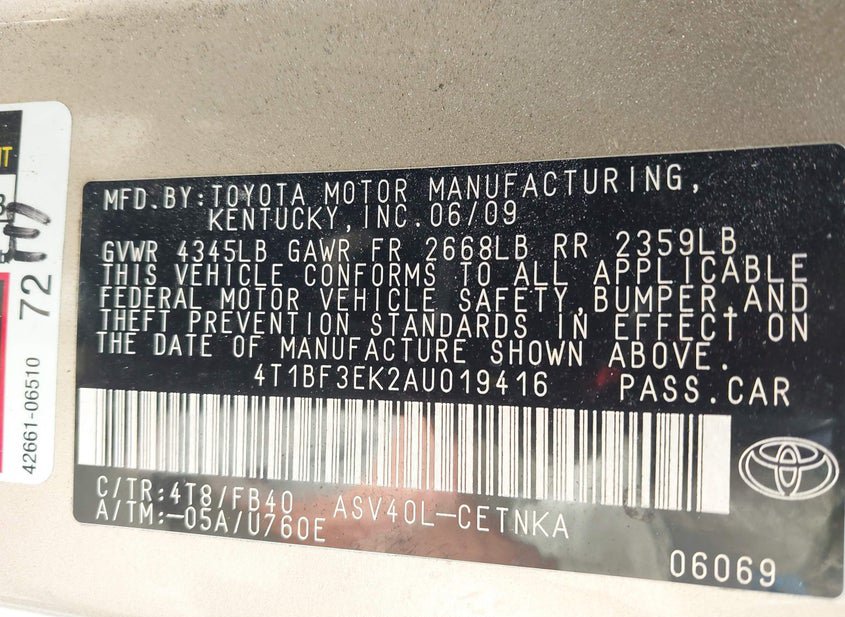 MFD.BY:TOYOTA MOTOR MANUFACTURING,
KENTUCKY,INC.06/09
GVWR 4345LB GAWR FR 2668LB RR 2359LB
THIS VEHICLE CONFORMS TO ALL APPLICABLE
FEDERAL MOTOR VEHICLE SAFETY,BUMPER,AND
THEFT PREVENTION STANDARDS IN EFFECT ON
THE DATE OF MANUFACTURE SHOWN ABOVE.
4T1BF3EK2AU019416 PASS.CAR
C/TR:4T8/FB40 ASV40L-CETNKA
A/TM:-05A/U760E
06069
42661-06510
72